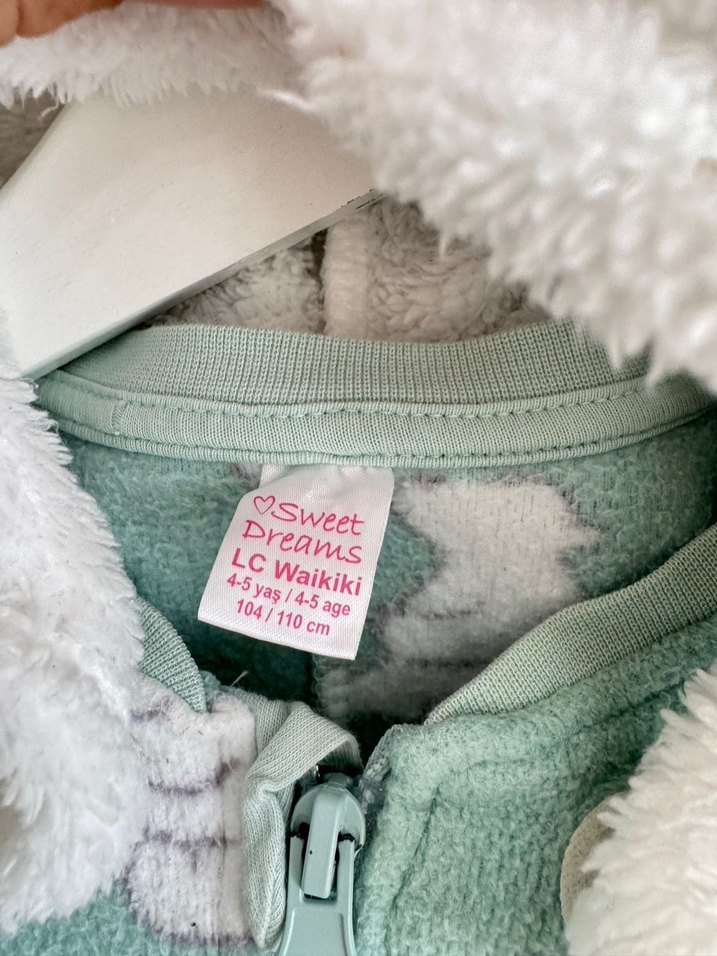 ♡Sweet
Dreams
LC Waikiki
4-5 yaş / 4-5 age
104 / 110 cm